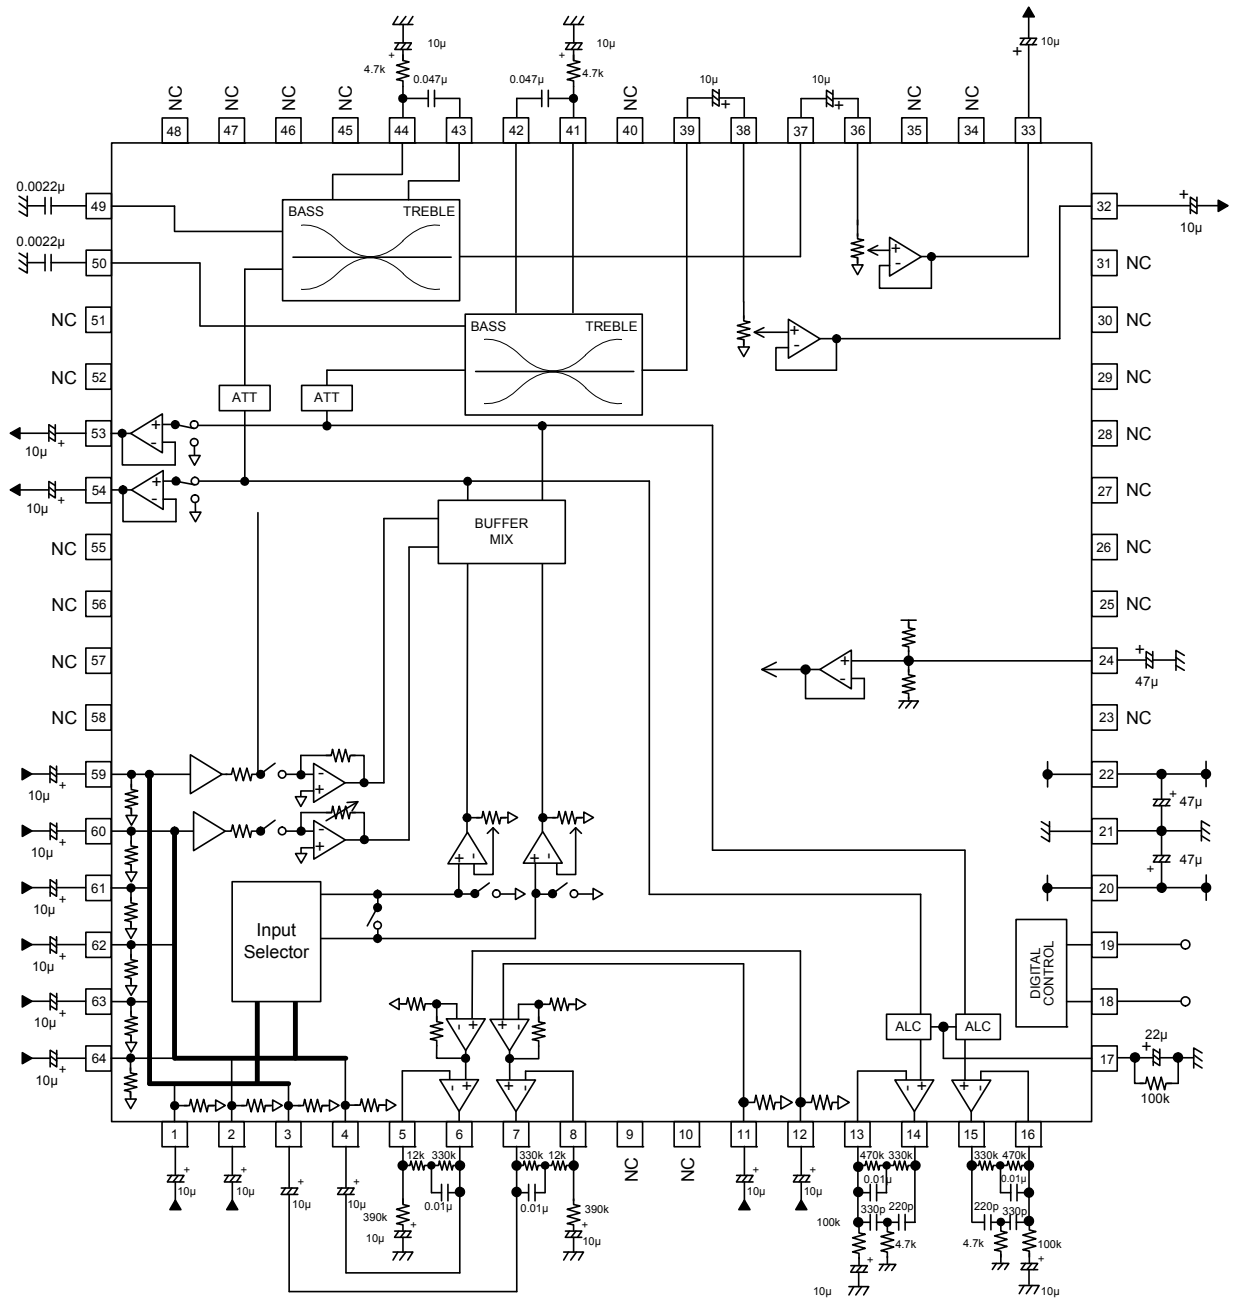 10µ
10µ
10µ
4.7k
0.047µ
0.047µ
4.7k
10µ
10µ
NC NC NC NC NC NC NC
48 47 46 45 44 43 42 41 40 39 38 37 36 35 34 33
0.0022µ
49
BASS TREBLE
32
10µ
0.0022µ
50
31 NC
NC 51
BASS TREBLE
30 NC
NC 52
ATT ATT
29 NC
10µ
53
28 NC
10µ
54
27 NC
BUFFER
MIX
NC 55
26 NC
NC 56
25 NC
NC 57
24
47µ
NC 58
23 NC
10µ
59
22
47µ
10µ
60
21
47µ
10µ
61
20
Input
Selector
10µ
62
DIGITAL
CONTROL
19
10µ
63
18
ALC ALC
22µ
10µ
64
17
100k
1 2 3 4 5 6 7 8 9 10 11 12 13 14 15 16
12k 330k 330k 12k
NC NC
470k 330k 330k 470k
10µ 10µ 10µ 10µ
0.01µ 0.01µ
10µ 10µ
0.01µ 0.01µ
390k 390k
330p 220p 220p 330p
10µ 10µ
100k 4.7k 4.7k 100k
10µ 10µ